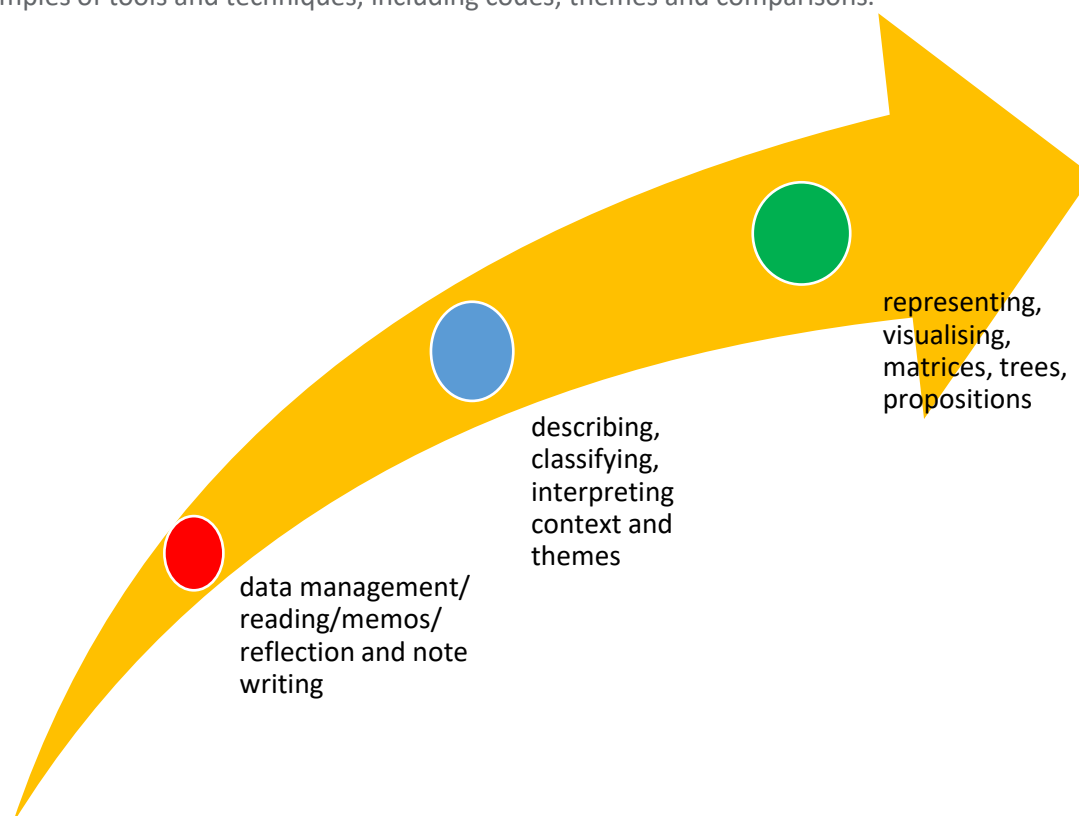 mples of tools and techniques, including codes, themes and comparisons.
representing,
visualising,
matrices, trees,
propositions
describing,
classifying,
interpreting
context and
themes
data management/
reading/memos/
reflection and note
writing